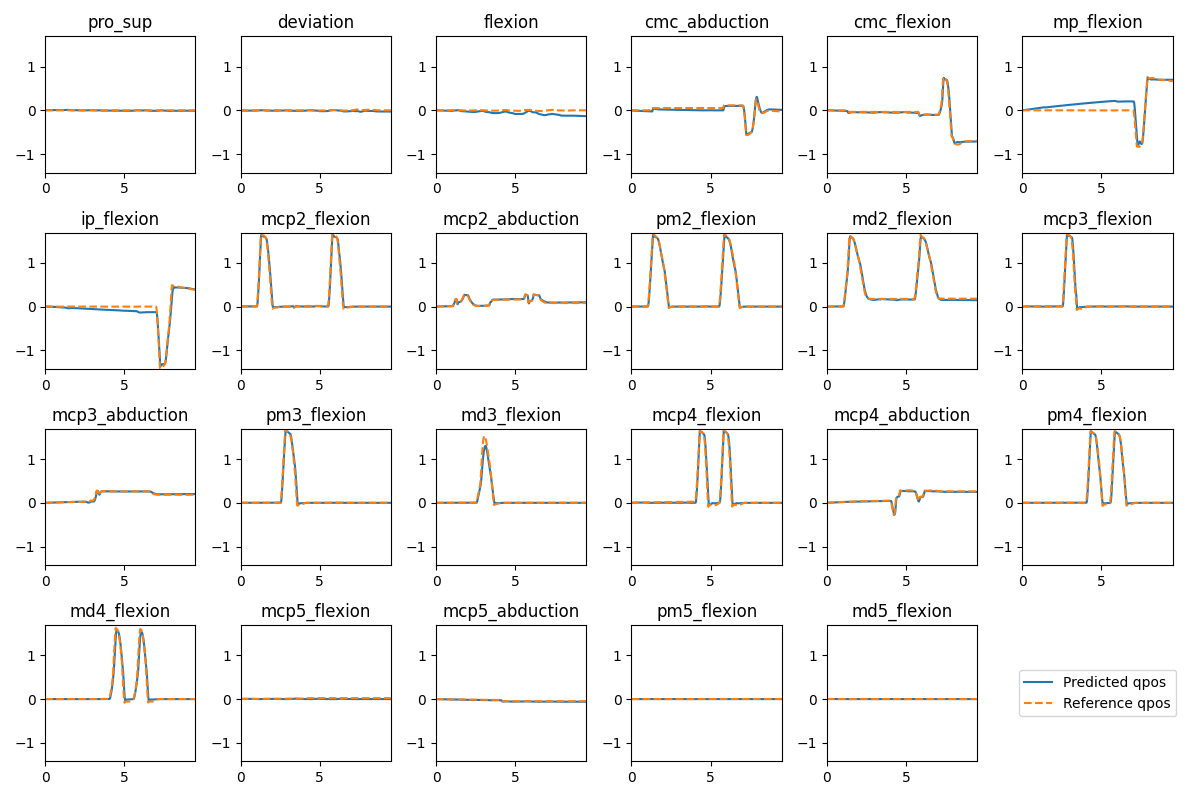 pro_sup deviation flexion cmc_abduction cmc_flexion mp_flexion
1 0 −1 0 5 1 0 −1 0 5 1 0 −1 0 5 1 0 −1 0 5 1 0 −1 0 5 1 0 −1 0 5
ip_flexion mcp2_flexion mcp2_abduction pm2_flexion md2_flexion mcp3_flexion
1 0 −1 0 5 1 0 −1 0 5 1 0 −1 0 5 1 0 −1 0 5 1 0 −1 0 5 1 0 −1 0 5
mcp3_abduction pm3_flexion md3_flexion mcp4_flexion mcp4_abduction pm4_flexion
1 0 −1 0 5 1 0 −1 0 5 1 0 −1 0 5 1 0 −1 0 5 1 0 −1 0 5 1 0 −1 0 5
md4_flexion mcp5_flexion mcp5_abduction pm5_flexion md5_flexion
1 0 −1 0 5 1 0 −1 0 5 1 0 −1 0 5 1 0 −1 0 5 1 0 −1 0 5
Predicted qpos
Reference qpos